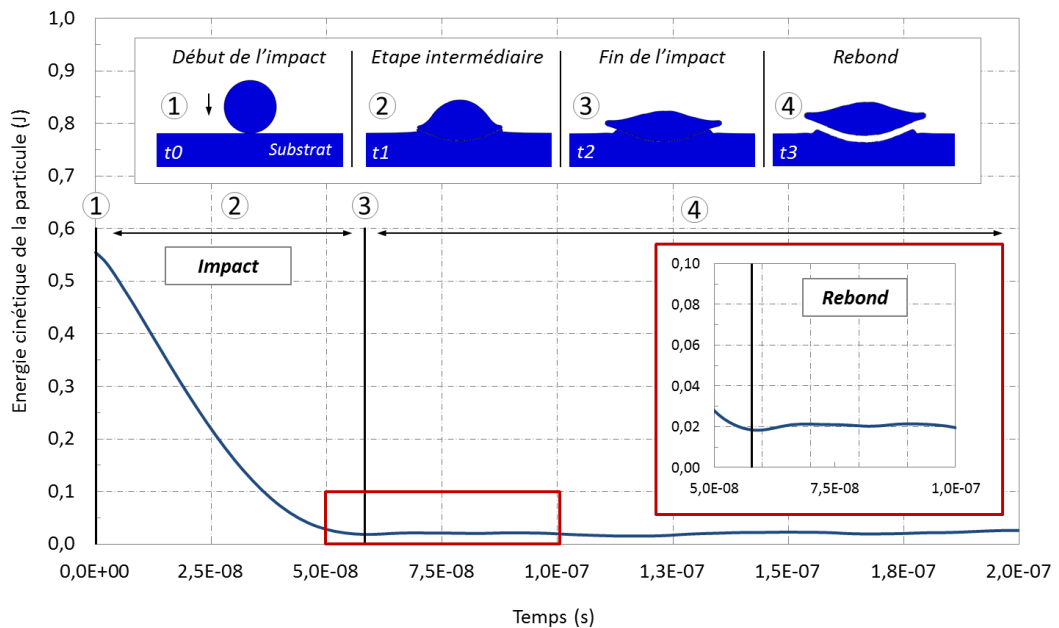 Energie cinétique de la particule (J)
1,0
0,9
0,8
0,7
0,6
0,5
0,4
0,3
0,2
0,1
0,0
Début de l’impact
1
Substrat
t0
Etape intermédiaire
2
t1
Fin de l’impact
3
t2
Rebond
4
t3
1
2
3
4
Impact
Rebond
0,10
0,08
0,06
0,04
0,02
0,00
5,0E-08
7,5E-08
1,0E-07
0,0E+00
2,5E-08
5,0E-08
7,5E-08
1,0E-07
1,3E-07
1,5E-07
1,8E-07
2,0E-07
Temps (s)